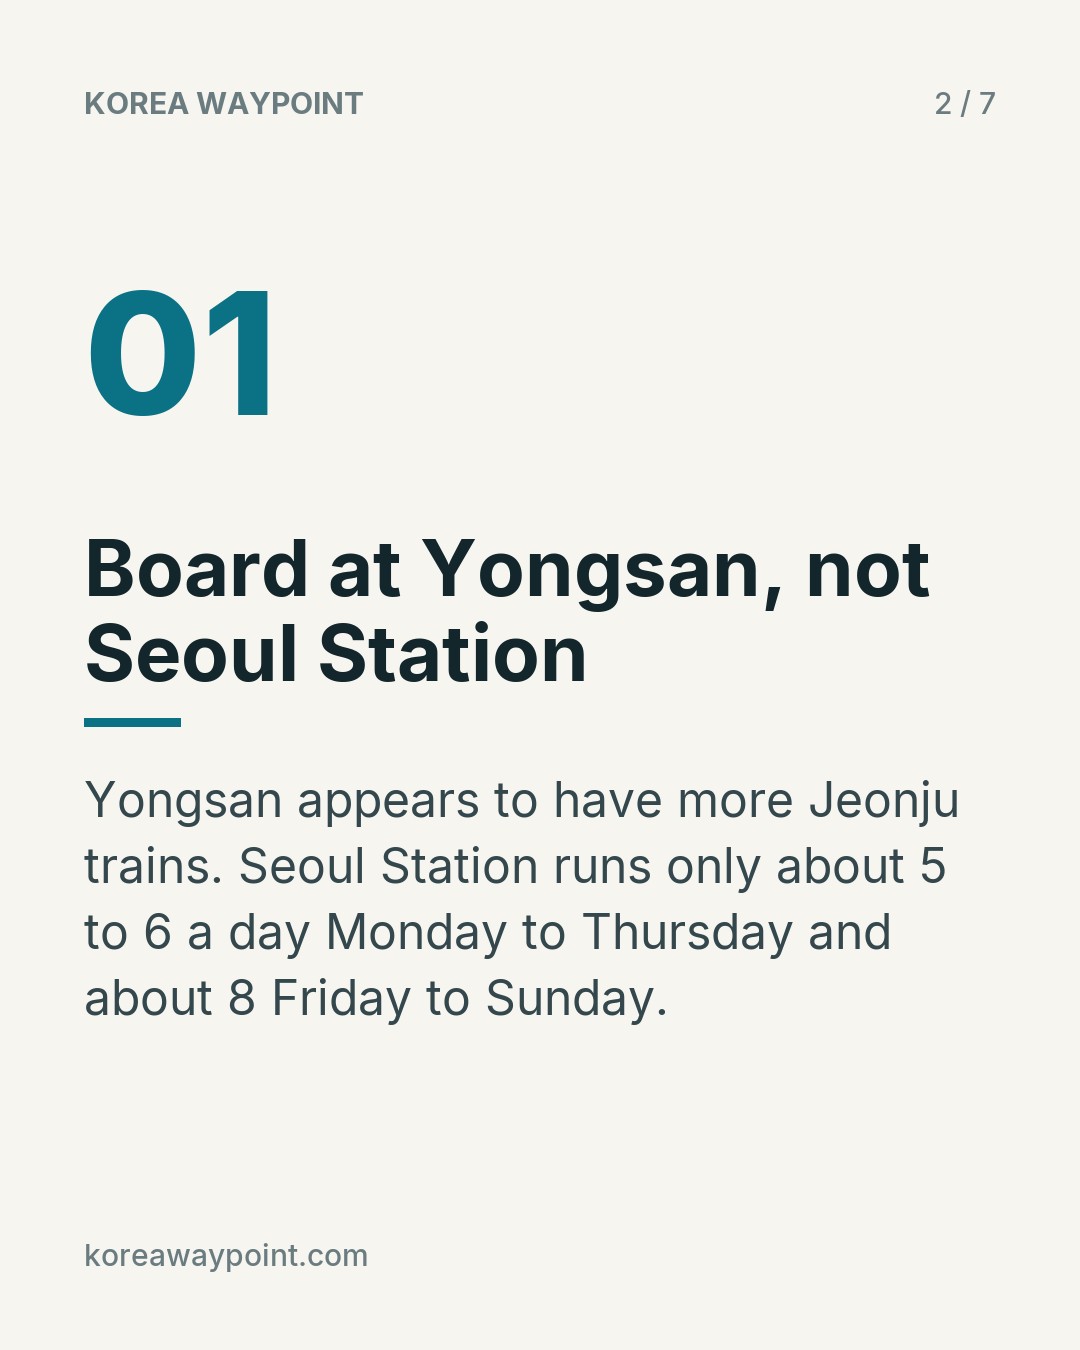 KOREA WAYPOINT
2 / 7
01
Board at Yongsan, not
Seoul Station
Yongsan appears to have more Jeonju
trains. Seoul Station runs only about 5
to 6 a day Monday to Thursday and
about 8 Friday to Sunday.
koreawaypoint.com